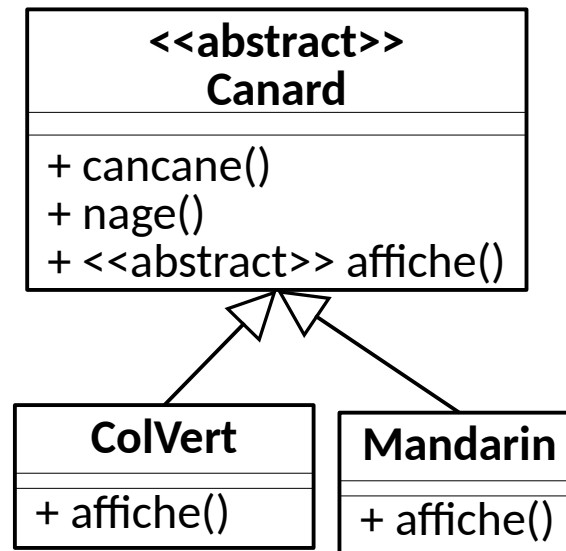 <<abstract>>
Canard
+ cancane()
+ nage()
+ <<abstract>> affiche()
ColVert
+ affiche()
Mandarin
+ affiche()